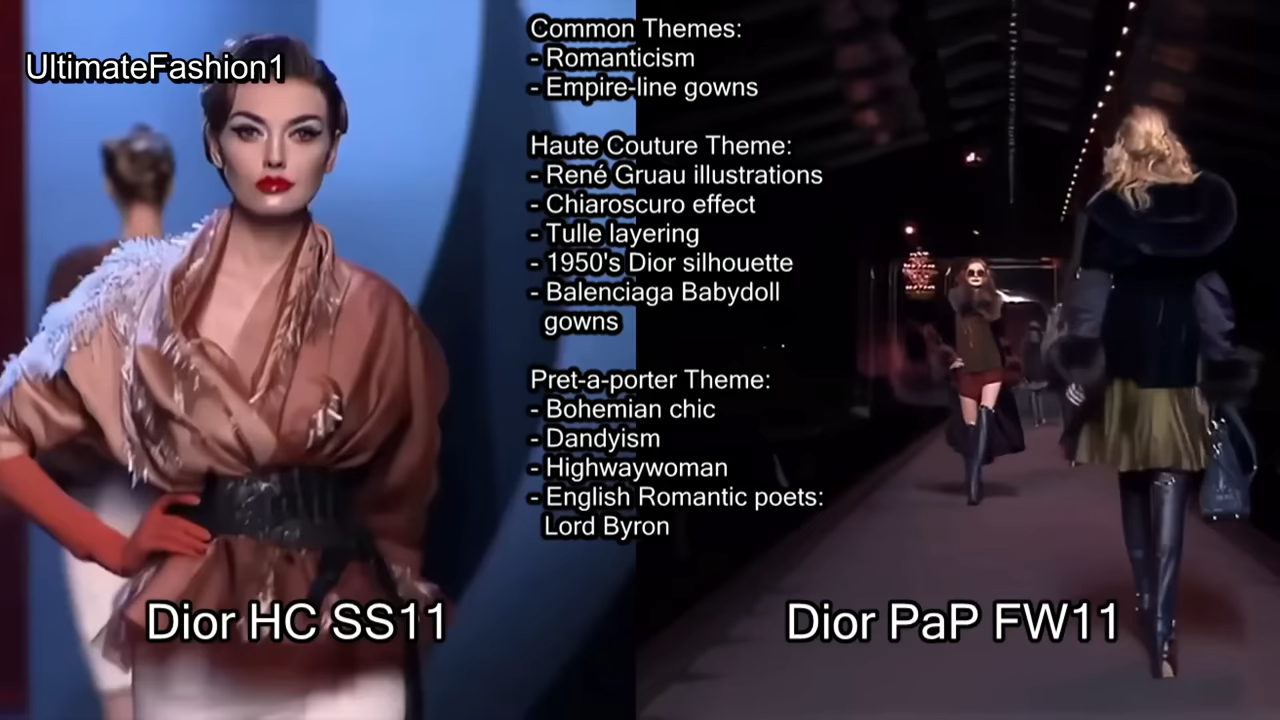 UltimateFashion1
Common Themes:
- Romanticism
- Empire-line gowns
Haute Couture Theme:
- René Gruau illustrations
- Chiaroscuro effect
- Tulle layering
- 1950's Dior silhouette
- Balenciaga Babydoll
gowns
Pret-a-porter Theme:
- Bohemian chic
- Dandyism
- Highwaywoman
- English Romantic poets:
Lord Byron
Dior HC SS11
Dior PaP FW11